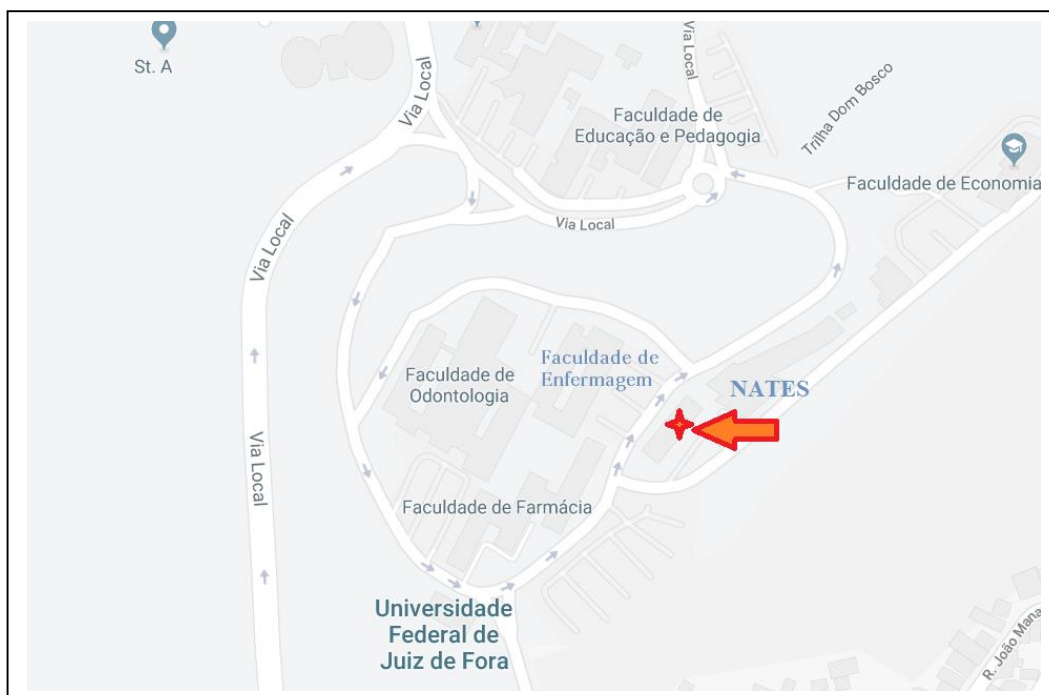 St. A
Via Local
Via Local
Faculdade de
Educação e Pedagogia
Trilha Dom Bosco
Faculdade de Economia
Via Local
Via Local
Faculdade de
Enfermagem
Faculdade de
Odontologia
NATES
Via Local
Faculdade de Farmácia
Universidade
Federal de
Juiz de Fora
R. João Mana